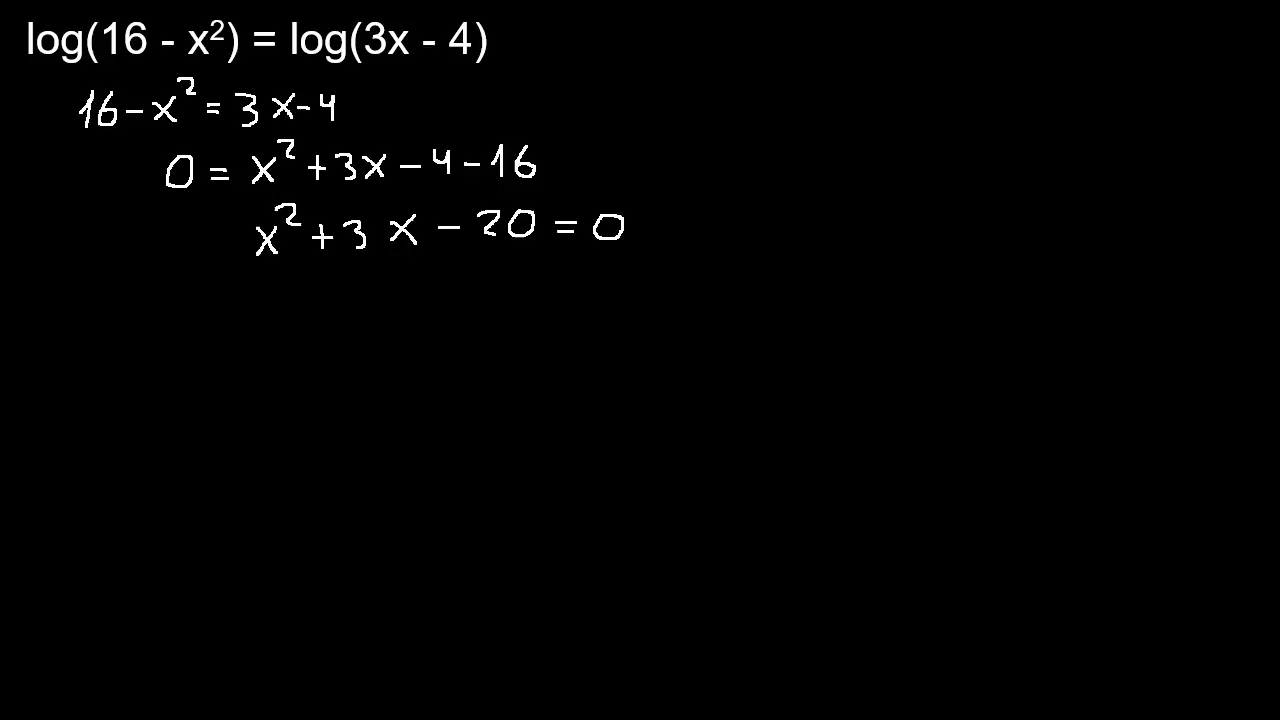 log(16 - x²) = log(3x - 4)
16 - x² = 3x - 4
0 = x² + 3x - 4 - 16
x² + 3x - 20 = 0